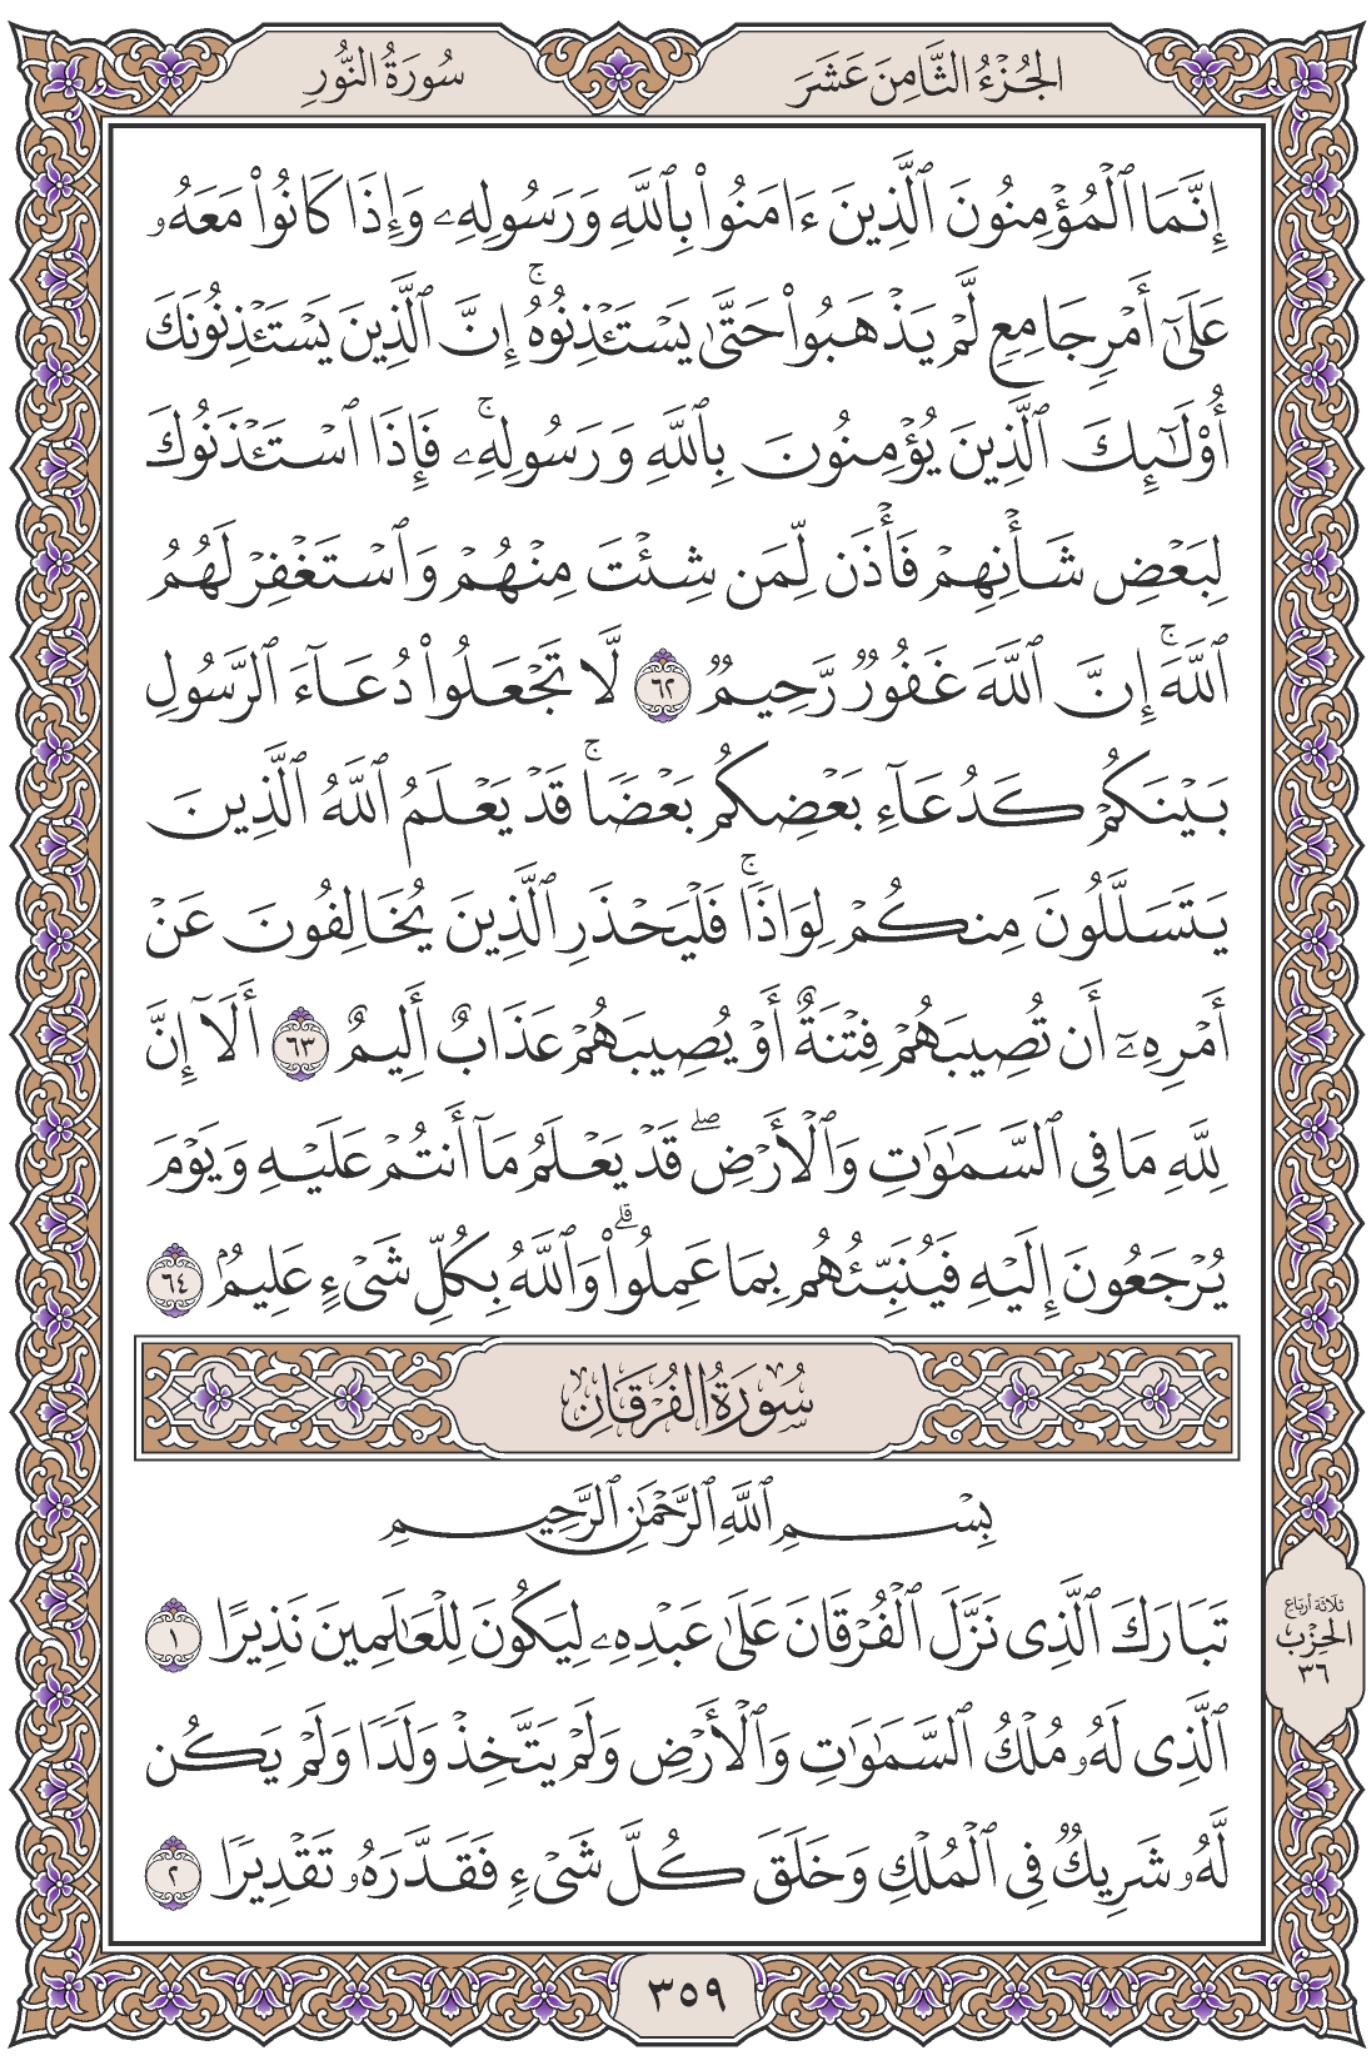 الجُزْءُ الثَّامِنَ عَشَرَ
سُورَةُ النُّورِ
إِنَّمَا ٱلْمُؤْمِنُونَ ٱلَّذِينَ ءَامَنُوا۟ بِٱللَّهِ وَرَسُولِهِۦ وَإِذَا كَانُوا۟ مَعَهُۥ
عَلَىٰٓ أَمْرٍ جَامِعٍ لَّمْ يَذْهَبُوا۟ حَتَّىٰ يَسْتَـْٔذِنُوهُ ۚ إِنَّ ٱلَّذِينَ يَسْتَـْٔذِنُونَكَ
أُو۟لَـٰٓئِكَ ٱلَّذِينَ يُؤْمِنُونَ بِٱللَّهِ وَرَسُولِهِۦ ۚ فَإِذَا ٱسْتَـْٔذَنُوكَ
لِبَعْضِ شَأْنِهِمْ فَأْذَن لِّمَن شِئْتَ مِنْهُمْ وَٱسْتَغْفِرْ لَهُمُ
ٱللَّهَ ۚ إِنَّ ٱللَّهَ غَفُورٌ رَّحِيمٌ ٦٢ لَّا تَجْعَلُوا۟ دُعَآءَ ٱلرَّسُولِ
بَيْنَكُمْ كَدُعَآءِ بَعْضِكُم بَعْضًا ۚ قَدْ يَعْلَمُ ٱللَّهُ ٱلَّذِينَ
يَتَسَلَّلُونَ مِنكُمْ لِوَاذًا ۚ فَلْيَحْذَرِ ٱلَّذِينَ يُخَالِفُونَ عَنْ
أَمْرِهِۦٓ أَن تُصِيبَهُمْ فِتْنَةٌ أَوْ يُصِيبَهُمْ عَذَابٌ أَلِيمٌ ٦٣ أَلَآ إِنَّ
لِلَّهِ مَا فِى ٱلسَّمَـٰوَٰتِ وَٱلْأَرْضِ ۖ قَدْ يَعْلَمُ مَآ أَنتُمْ عَلَيْهِ وَيَوْمَ
يُرْجَعُونَ إِلَيْهِ فَيُنَبِّئُهُم بِمَا عَمِلُوا۟ ۗ وَٱللَّهُ بِكُلِّ شَىْءٍ عَلِيمٌۢ ٦٤
سُورَةُ الفُرْقَانِ
بِسْمِ ٱللَّهِ ٱلرَّحْمَـٰنِ ٱلرَّحِيمِ
تَبَارَكَ ٱلَّذِى نَزَّلَ ٱلْفُرْقَانَ عَلَىٰ عَبْدِهِۦ لِيَكُونَ لِلْعَـٰلَمِينَ نَذِيرًا ١
ٱلَّذِى لَهُۥ مُلْكُ ٱلسَّمَـٰوَٰتِ وَٱلْأَرْضِ وَلَمْ يَتَّخِذْ وَلَدًا وَلَمْ يَكُن
لَّهُۥ شَرِيكٌ فِى ٱلْمُلْكِ وَخَلَقَ كُلَّ شَىْءٍ فَقَدَّرَهُۥ تَقْدِيرًا ٢
ثلاثة أرباع
الحِزْب
٣٦
٣٥٩